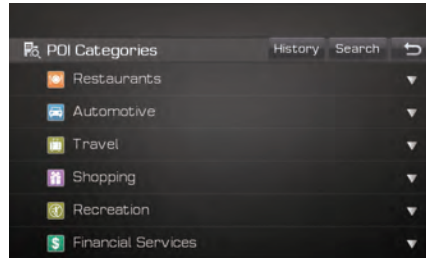 POI Categories History Search
Restaurants
Automotive
Travel
Shopping
Recreation
Financial Services